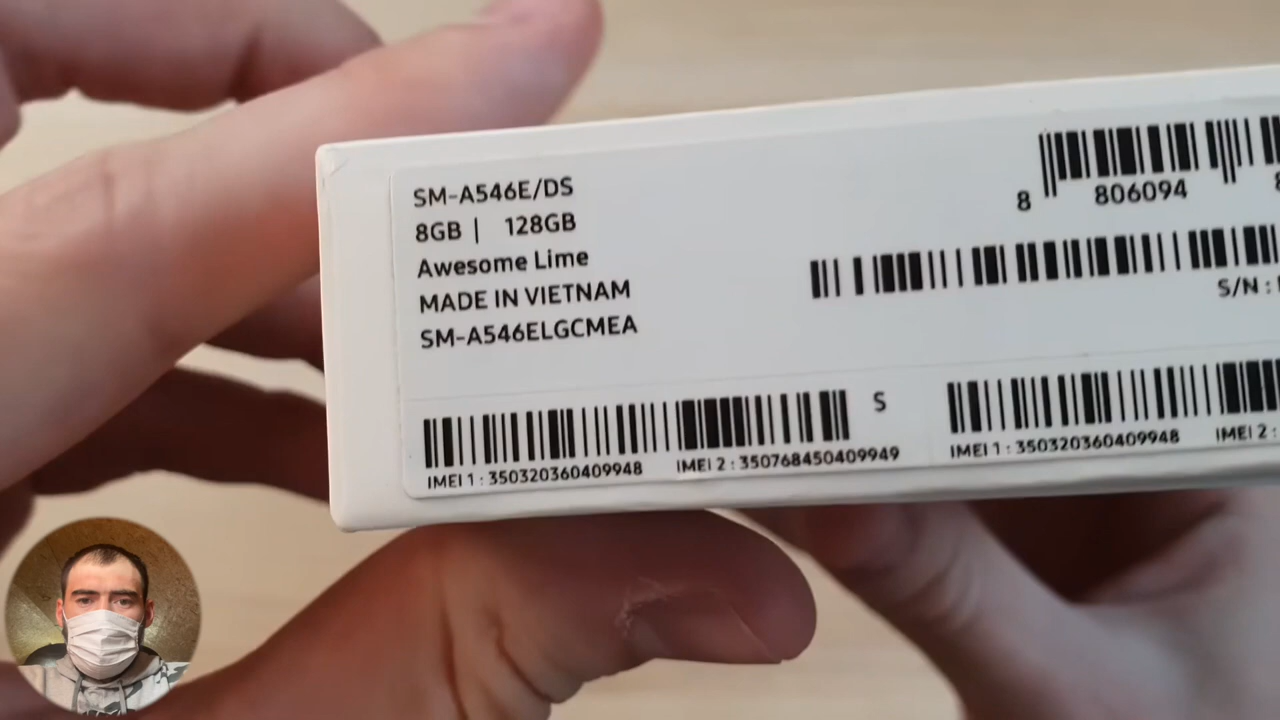 SM-A546E/DS
8GB | 128GB
Awesome Lime
MADE IN VIETNAM
SM-A546ELGCMEA
8 806094
S/N :
S
IMEI 1 : 350320360409948 IMEI 2 : 350768450409949
IMEI 1 : 350320360409948 IMEI 2 :